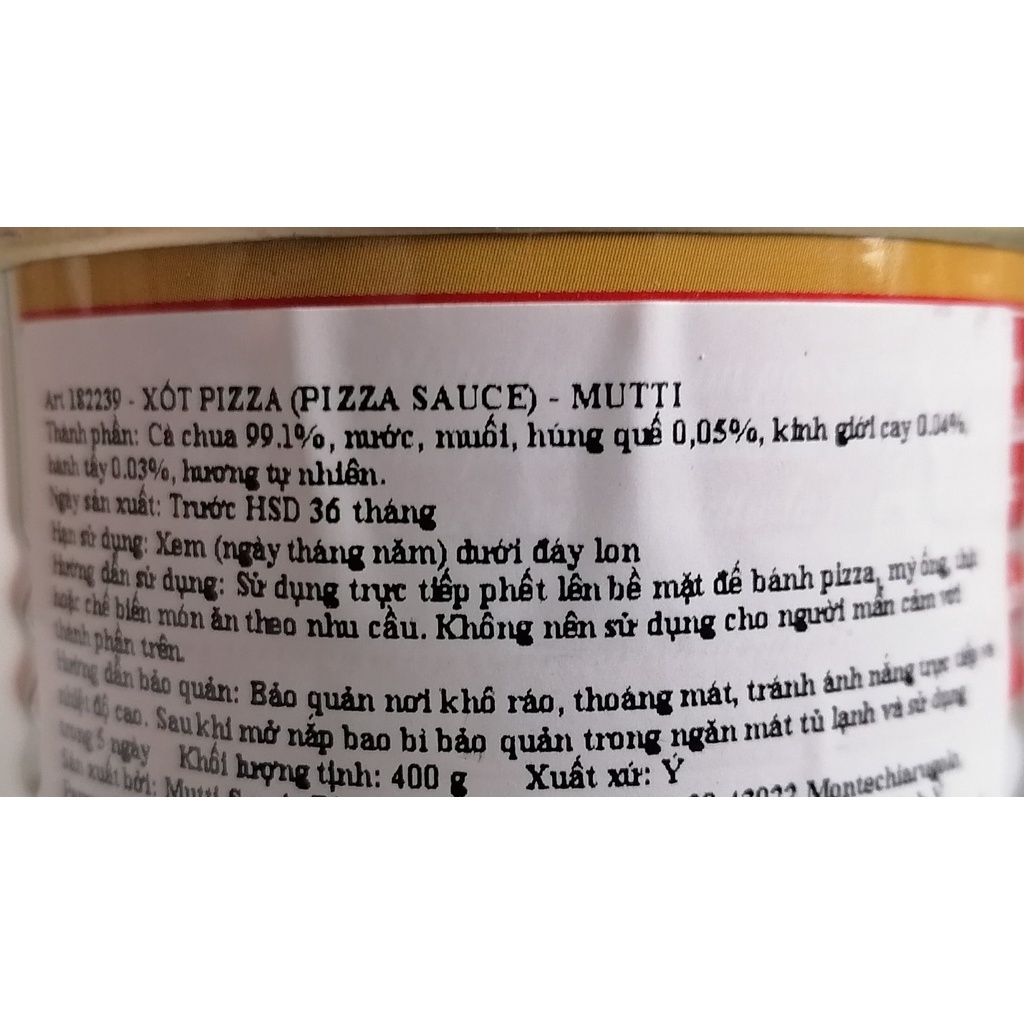 Art 182239 - XỐT PIZZA (PIZZA SAUCE) - MUTTI
Thành phần: Cà chua 99.1%, nước, muối, húng quế 0,05%, kinh giới cay 0.04%,
hành tây 0.03%, hương tự nhiên.
Ngày sản xuất: Trước HSD 36 tháng
Hạn sử dụng: Xem (ngày tháng năm) dưới đáy lon
Hướng dẫn sử dụng: Sử dụng trực tiếp phết lên bề mặt đế bánh pizza, mỳ ống,
hoặc chế biến món ăn theo nhu cầu. Không nên sử dụng cho người mẫn cảm với
thành phần trên.
Hướng dẫn bảo quản: Bảo quản nơi khô ráo, thoáng mát, tránh ánh nắng trực tiếp và
nhiệt độ cao. Sau khi mở nắp bao bì bảo quản trong ngăn mát tủ lạnh và sử dụng
trong 5 ngày Khối lượng tịnh: 400 g Xuất xứ: Ý
Sản xuất bởi: Mutti Montechiarugolo